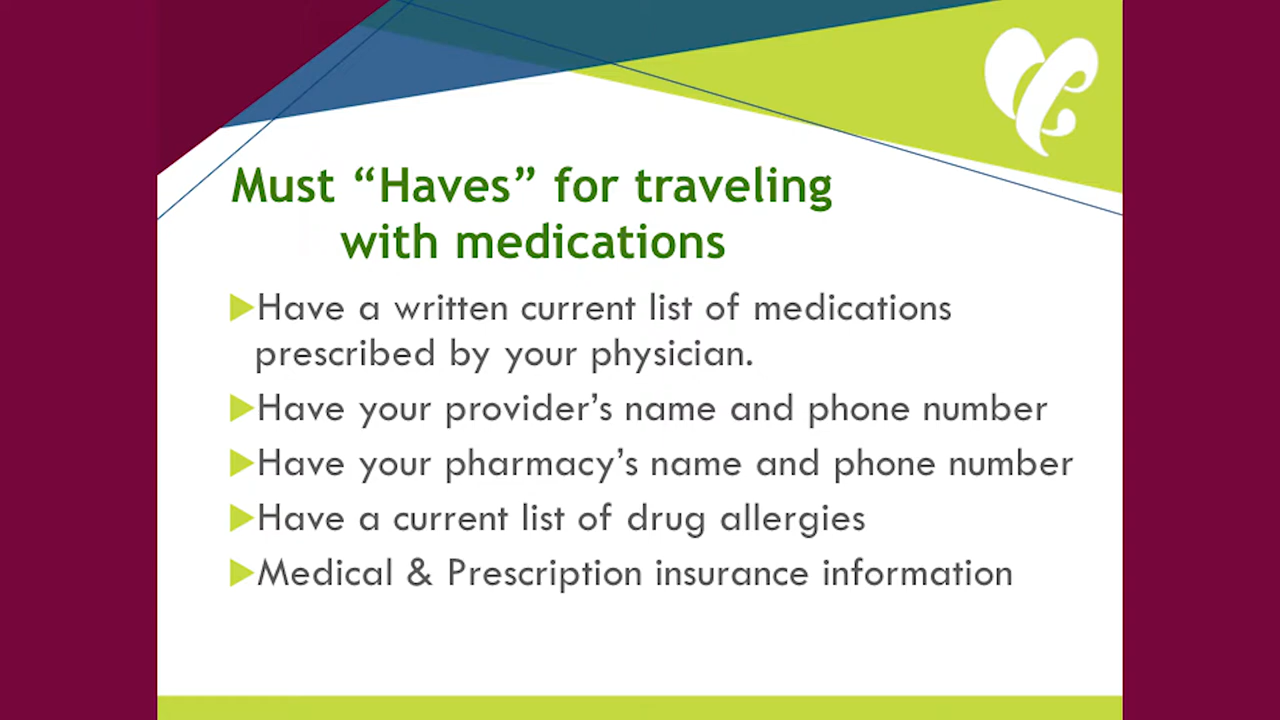 Must “Haves” for traveling
with medications
Have a written current list of medications
prescribed by your physician.
Have your provider’s name and phone number
Have your pharmacy’s name and phone number
Have a current list of drug allergies
Medical & Prescription insurance information